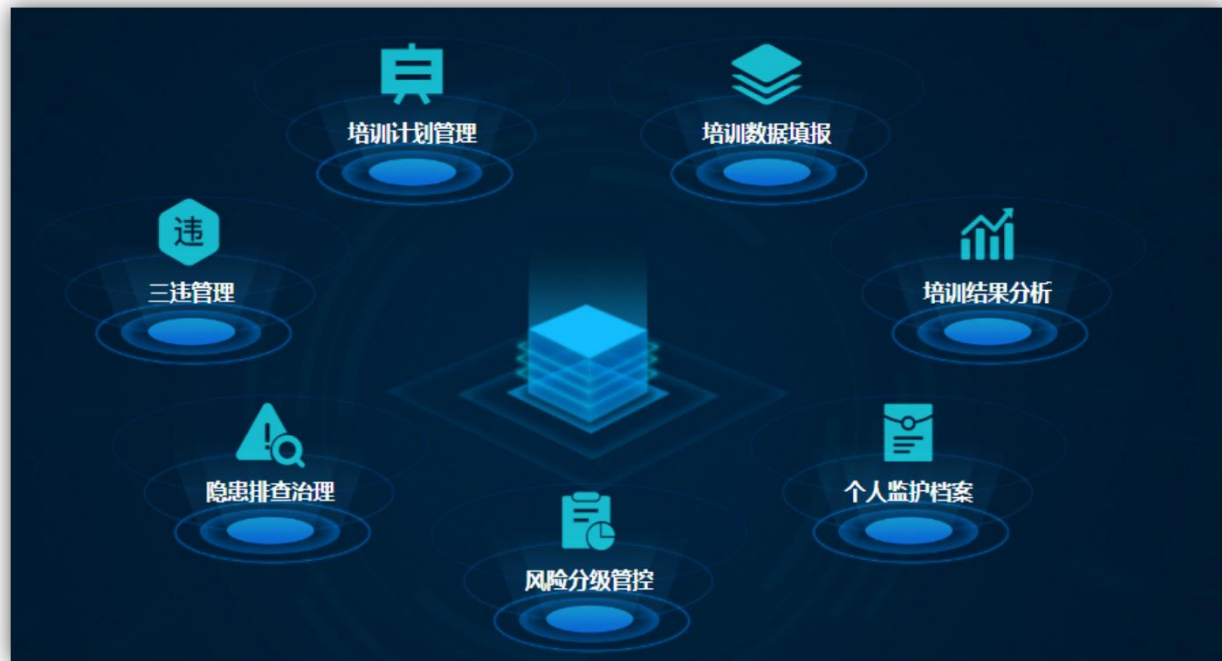 培训计划管理
培训数据填报
违
三违管理
培训结果分析
隐患排查治理
个人监护档案
风险分级管控